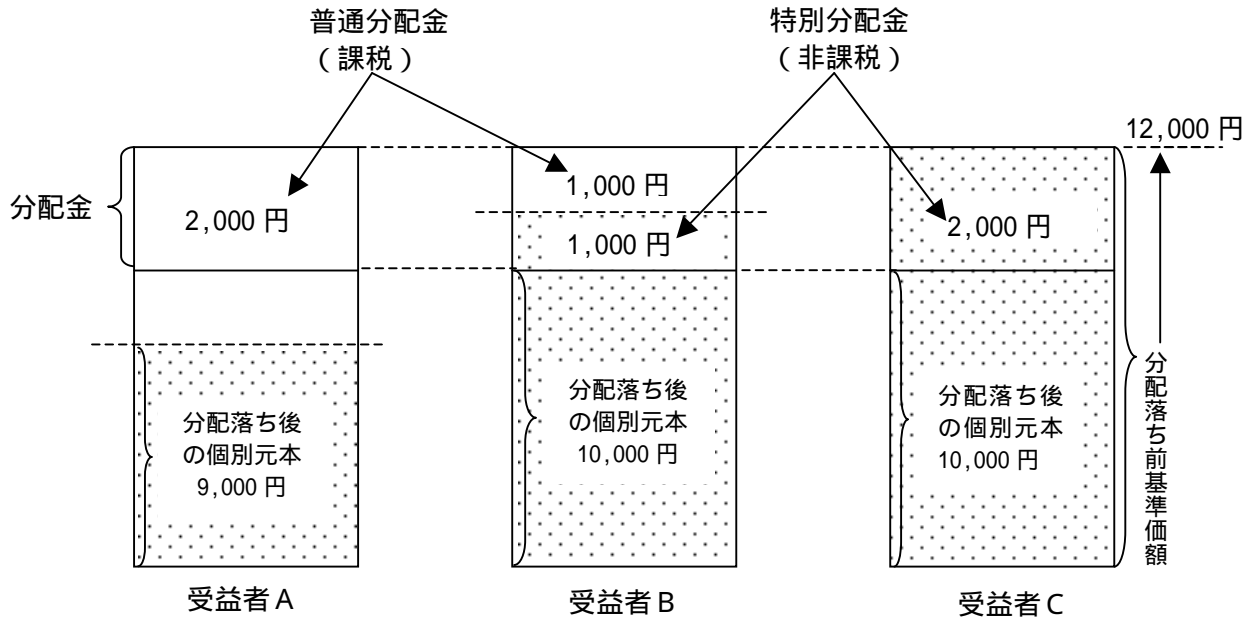 普通分配金
（課税）
特別分配金
（非課税）
12,000 円
分配金
2,000 円
1,000 円
1,000 円
2,000 円
分配落ち後
の個別元本
9,000 円
分配落ち後
の個別元本
10,000 円
分配落ち後
の個別元本
10,000 円
分配落ち前基準価額
受益者A
受益者B
受益者C